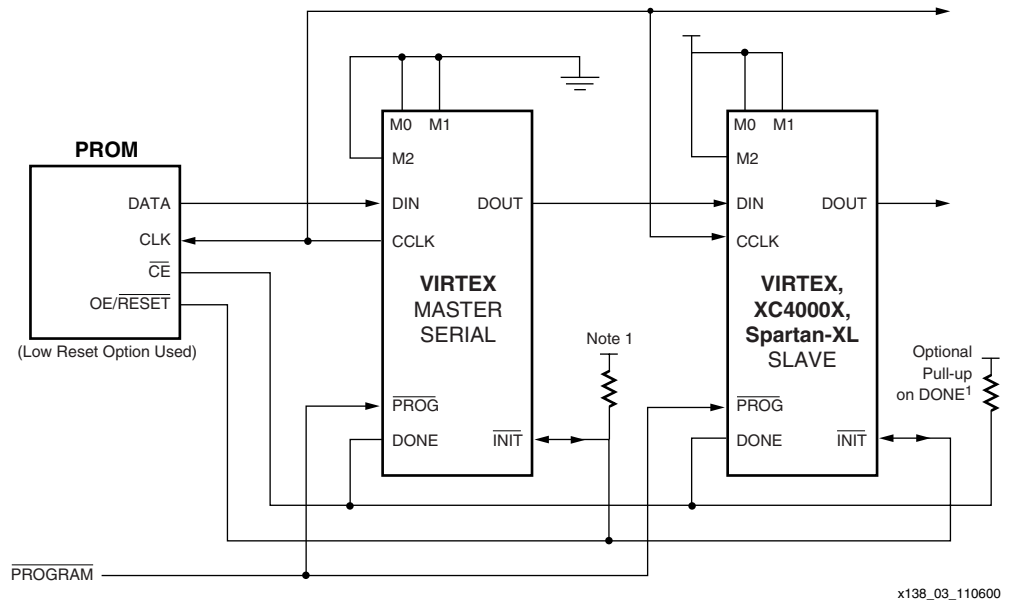 PROM
DATA
CLK
CE
OE/RESET
(Low Reset Option Used)
M0 M1
M2
DIN DOUT
CCLK
VIRTEX
MASTER
SERIAL
PROG
DONE INIT
Note 1
M0 M1
M2
DIN DOUT
CCLK
VIRTEX,
XC4000X,
Spartan-XL
SLAVE
PROG
DONE INIT
Optional
Pull-up
on DONE1
PROGRAM
x138_03_110600